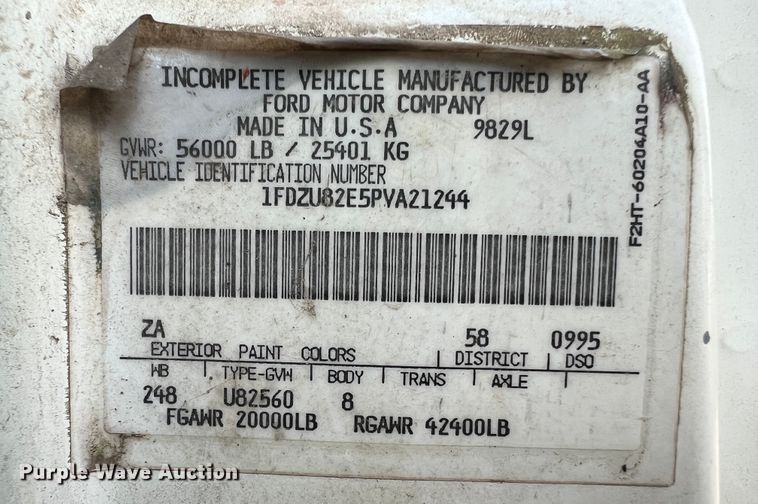 INCOMPLETE VEHICLE MANUFACTURED BY
FORD MOTOR COMPANY
MADE IN U.S.A 9829L
GVWR: 56000 LB / 25401 KG
VEHICLE IDENTIFICATION NUMBER
1FDZU82E5PVA21244
F2HT-60204A10-AA
ZA 58 0995
EXTERIOR PAINT COLORS DISTRICT DSO
WB TYPE-GVW BODY TRANS AXLE
248 U82560 8
FGAWR 20000LB RGAWR 42400LB
Purple Wave Auction